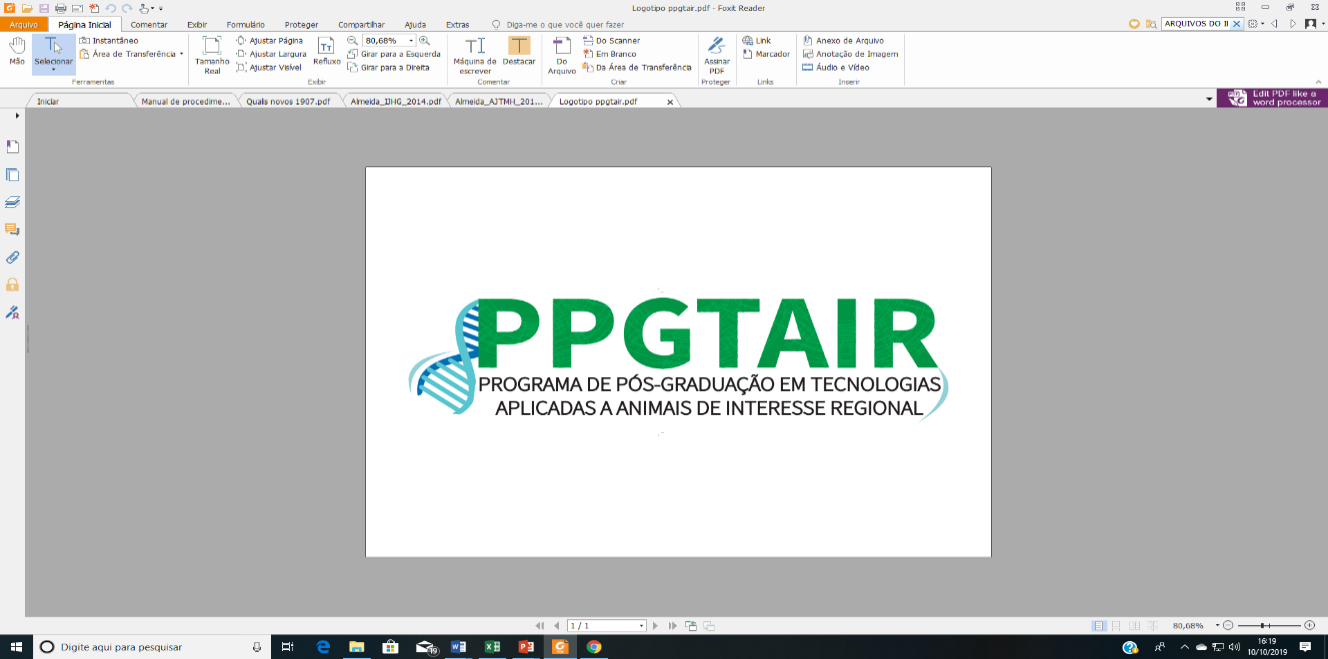 Logotipo ppgtair.pdf - Foxit Reader
Arquivo Página Inicial Comentar Exibir Formulário Proteger Compartilhar Ajuda Extras Diga-me o que você quer fazer ARQUIVOS DO
Mão
Selecionar
Instantâneo
Área de Transferência
Ferramentas
Tamanho
Real
Ajustar Página
Ajustar Largura
Ajustar Visível
Refluxo
80,68%
Girar para a Esquerda
Girar para a Direita
Exibir
Máquina de
escrever
Destacar
Comentar
Do
Arquivo
Do Scanner
Em Branco
Da Área de Transferência
Criar
Assinar
PDF
Proteger
Link
Marcador
Links
Anexo de Arquivo
Anotação de Imagem
Áudio e Vídeo
Inserir
Iniciar Manual de procedime... Qualis novos 1907.pdf Almeida_IJHG_2014.pdf Almeida_AJTMH_201... Logotipo ppgtair.pdf
Edit PDF like a
word processor
PPGTAIR
PROGRAMA DE PÓS-GRADUAÇÃO EM TECNOLOGIAS
APLICADAS A ANIMAIS DE INTERESSE REGIONAL
1 / 1
80,68%
Digite aqui para pesquisar
19
16:19
10/10/2019